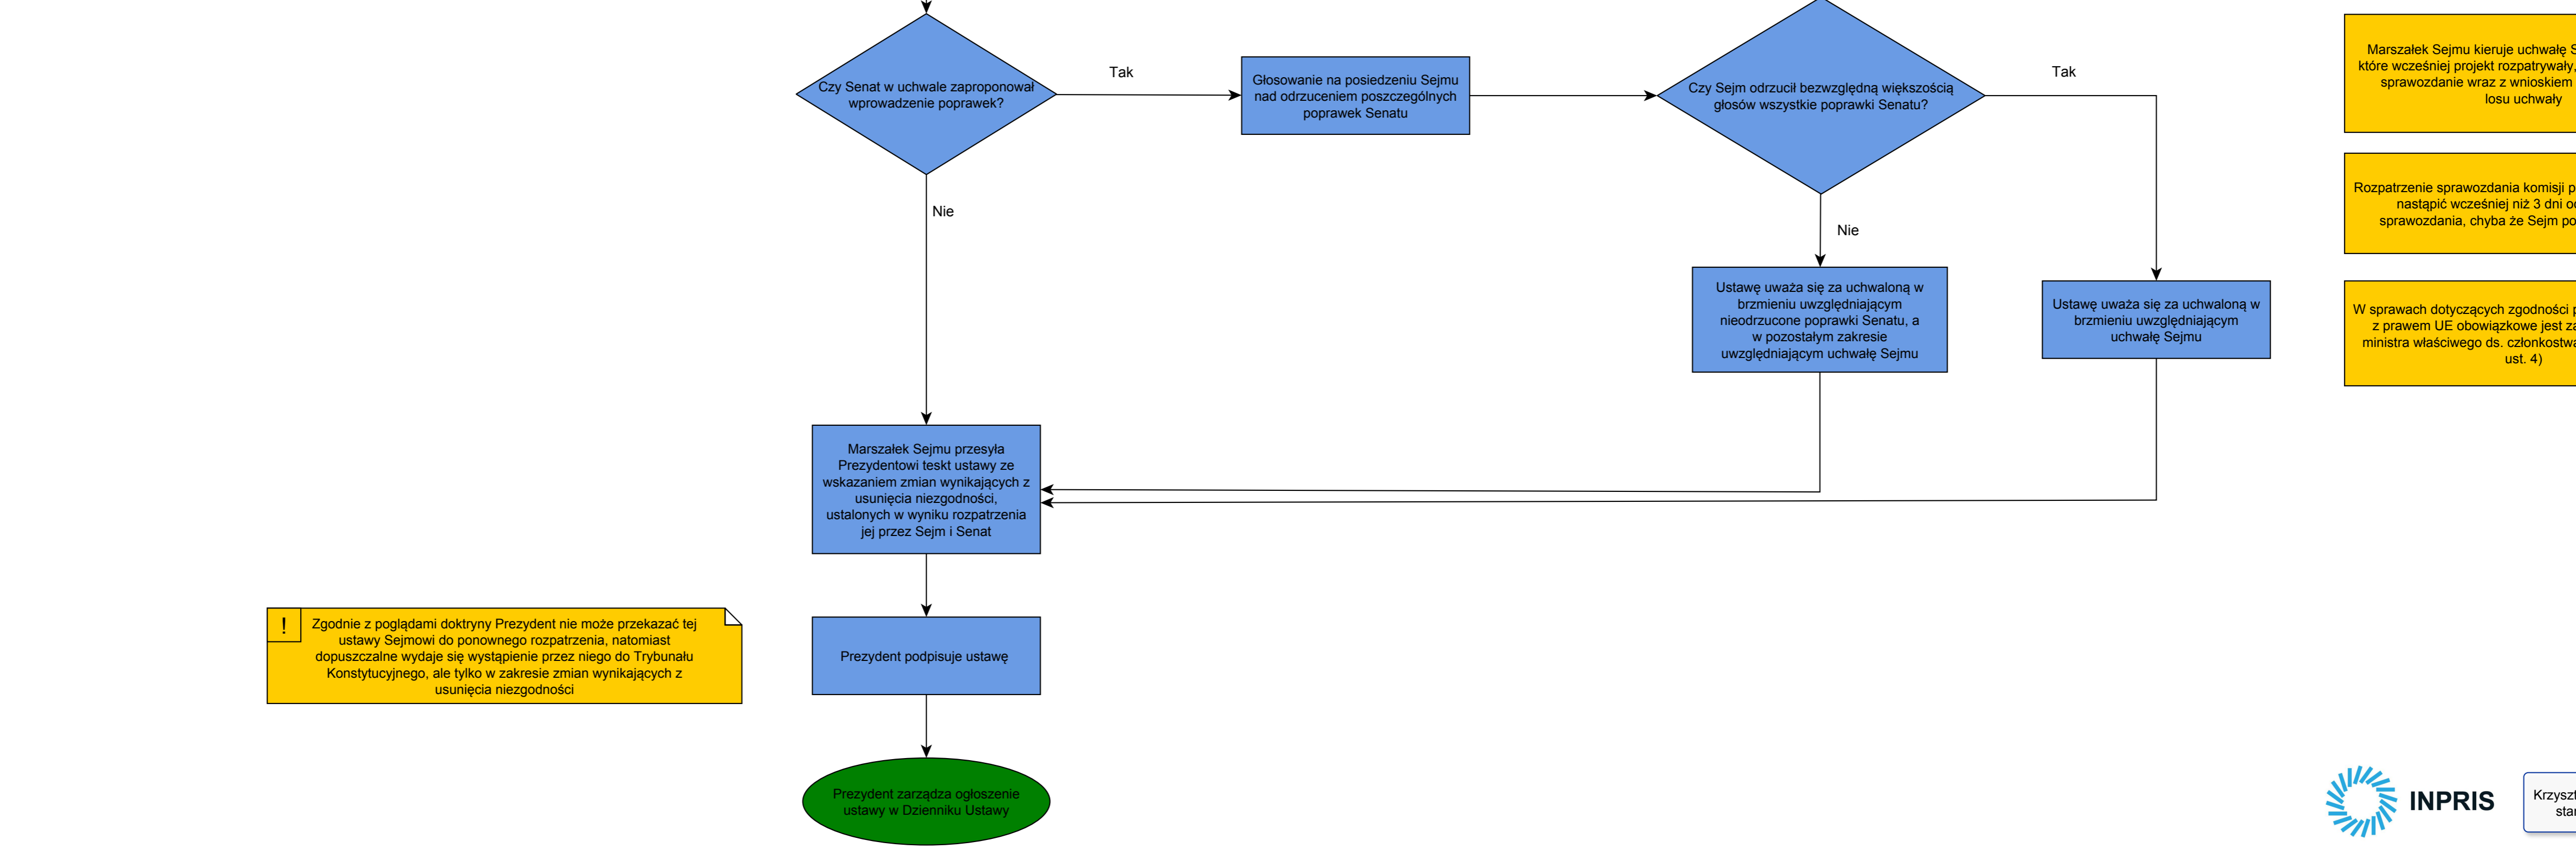 Czy Senat w uchwale zaproponował
wprowadzenie poprawek?
Tak
Głosowanie na posiedzeniu Sejmu
nad odrzuceniem poszczególnych
poprawek Senatu
Czy Sejm odrzucił bezwzględną większością
głosów wszystkie poprawki Senatu?
Tak
Marszałek Sejmu kieruje uchwałę
które wcześniej projekt rozpatrywały,
sprawozdanie wraz z wnioskiem
losu uchwały
Rozpatrzenie sprawozdania komisji
nastąpić wcześniej niż 3 dni
sprawozdania, chyba że Sejm
Nie
Nie
Ustawę uważa się za uchwaloną w
brzmieniu uwzględniającym
nieodrzucone poprawki Senatu, a
w pozostałym zakresie
uwzględniającym uchwałę Sejmu
Ustawę uważa się za uchwaloną w
brzmieniu uwzględniającym
uchwałę Sejmu
W sprawach dotyczących zgodności
z prawem UE obowiązkowe jest
ministra właściwego ds.
ust. 4)
Marszałek Sejmu przesyła
Prezydentowi teskt ustawy ze
wskazaniem zmian wynikających z
usunięcia niezgodności,
ustalonych w wyniku rozpatrzenia
jej przez Sejm i Senat
! Zgodnie z poglądami doktryny Prezydent nie może przekazać tej
ustawy Sejmowi do ponownego rozpatrzenia, natomiast
dopuszczalne wydaje się wystąpienie przez niego do Trybunału
Konstytucyjnego, ale tylko w zakresie zmian wynikających z
usunięcia niezgodności
Prezydent podpisuje ustawę
Prezydent zarządza ogłoszenie
ustawy w Dzienniku Ustawy
INPRIS